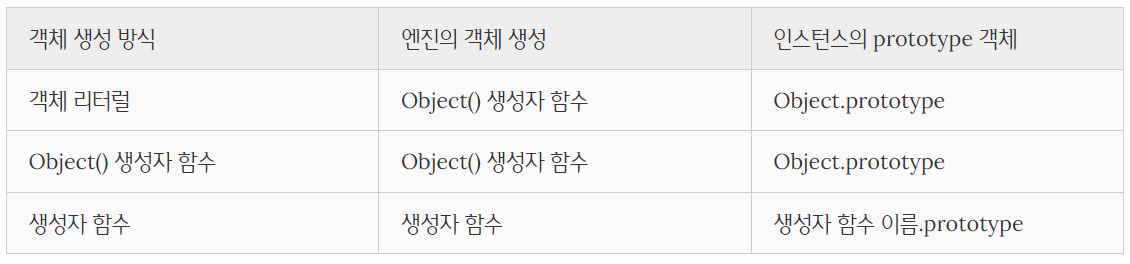 객체 생성 방식 엔진의 객체 생성 인스턴스의 prototype 객체
객체 리터럴 Object() 생성자 함수 Object.prototype
Object() 생성자 함수 Object() 생성자 함수 Object.prototype
생성자 함수 생성자 함수 생성자 함수 이름.prototype